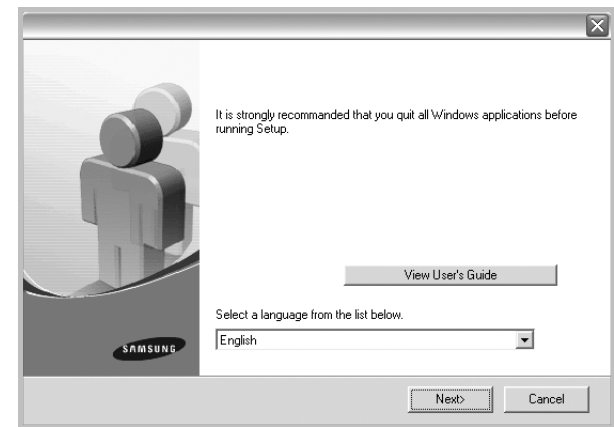 It is strongly recommanded that you quit all Windows applications before
running Setup.
View User's Guide
Select a language from the list below.
English
SAMSUNG
Next>
Cancel